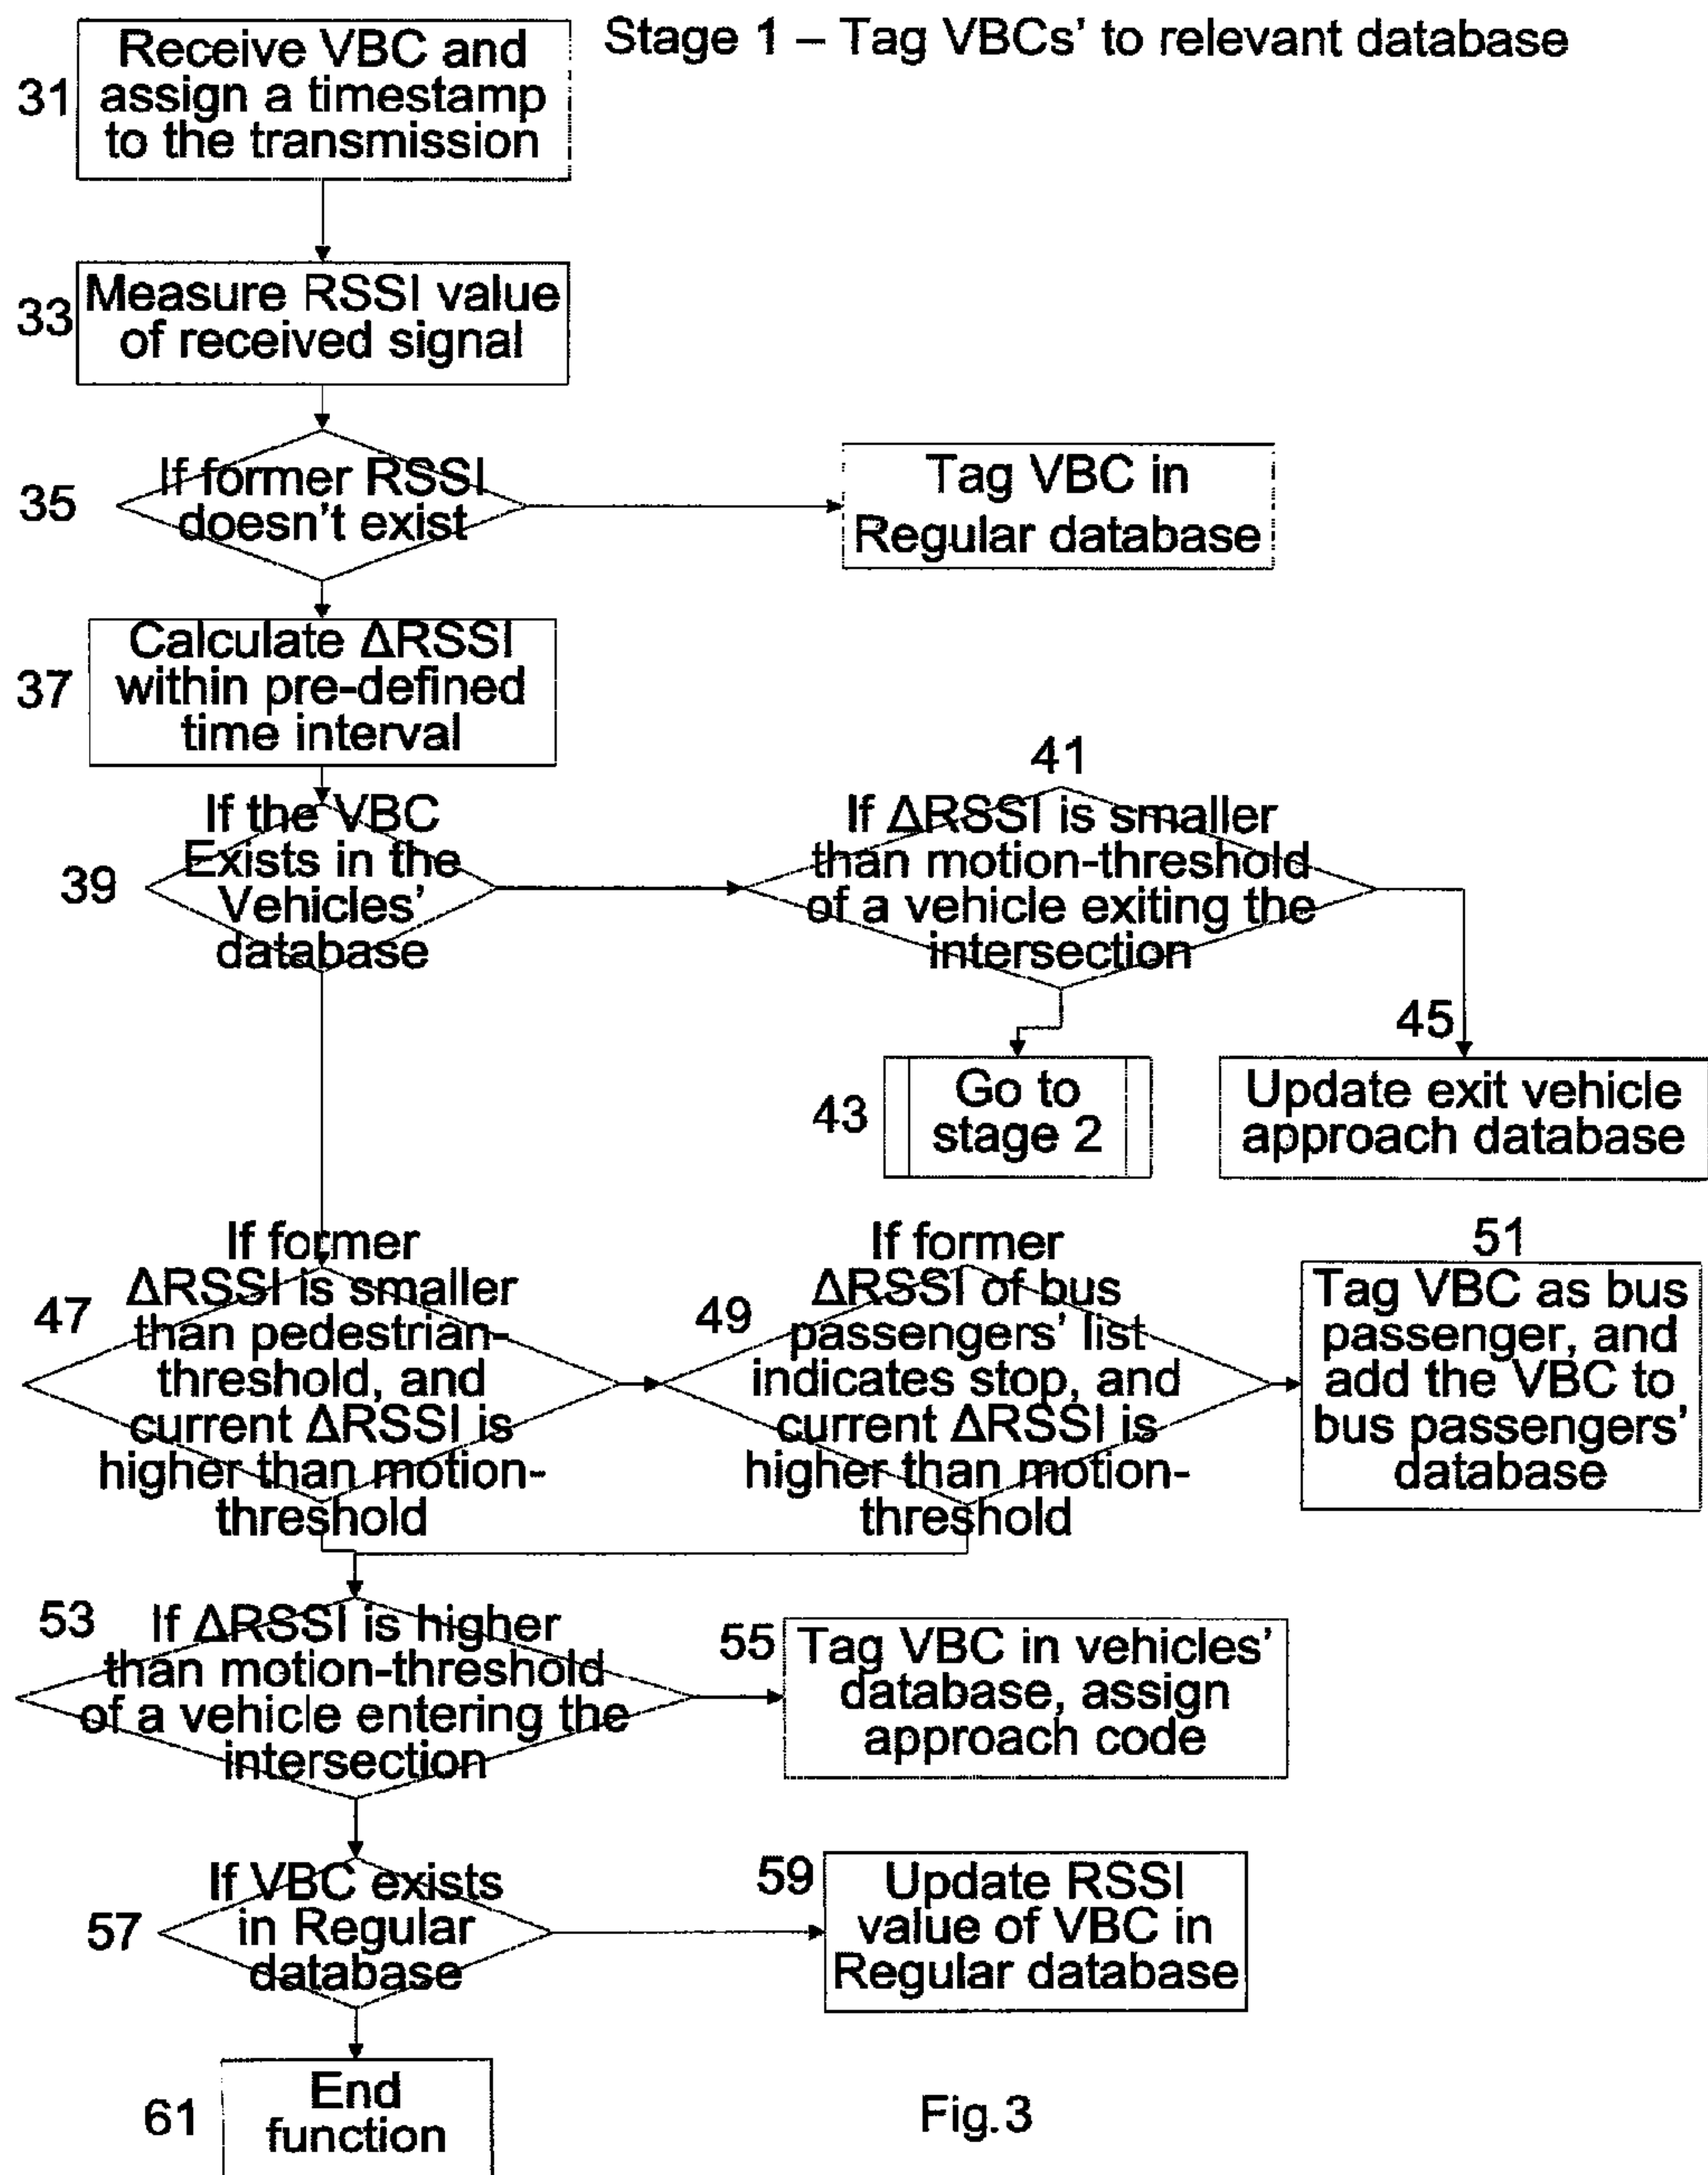 Stage 1 – Tag VBCs' to relevant database
31
Receive VBC and
assign a timestamp
to the transmission
33
Measure RSSI value
of received signal
35
If former RSSI
doesn't exist
Tag VBC in
Regular database
37
Calculate ΔRSSI
within pre-defined
time interval
39
If the VBC
Exists in the
Vehicles'
database
41
If ΔRSSI is smaller
than motion-threshold
of a vehicle exiting the
intersection
43
Go to
stage 2
45
Update exit vehicle
approach database
47
If former
ΔRSSI is smaller
than pedestrian-
threshold, and
current ΔRSSI is
higher than motion-
threshold
49
If former
ΔRSSI of bus
passengers' list
indicates stop, and
current ΔRSSI is
higher than motion-
threshold
51
Tag VBC as bus
passenger, and
add the VBC to
bus passengers'
database
53
If ΔRSSI is higher
than motion-threshold
of a vehicle entering the
intersection
55
Tag VBC in vehicles'
database, assign
approach code
57
If VBC exists
in Regular
database
59
Update RSSI
value of VBC in
Regular database
61
End
function
Fig.3